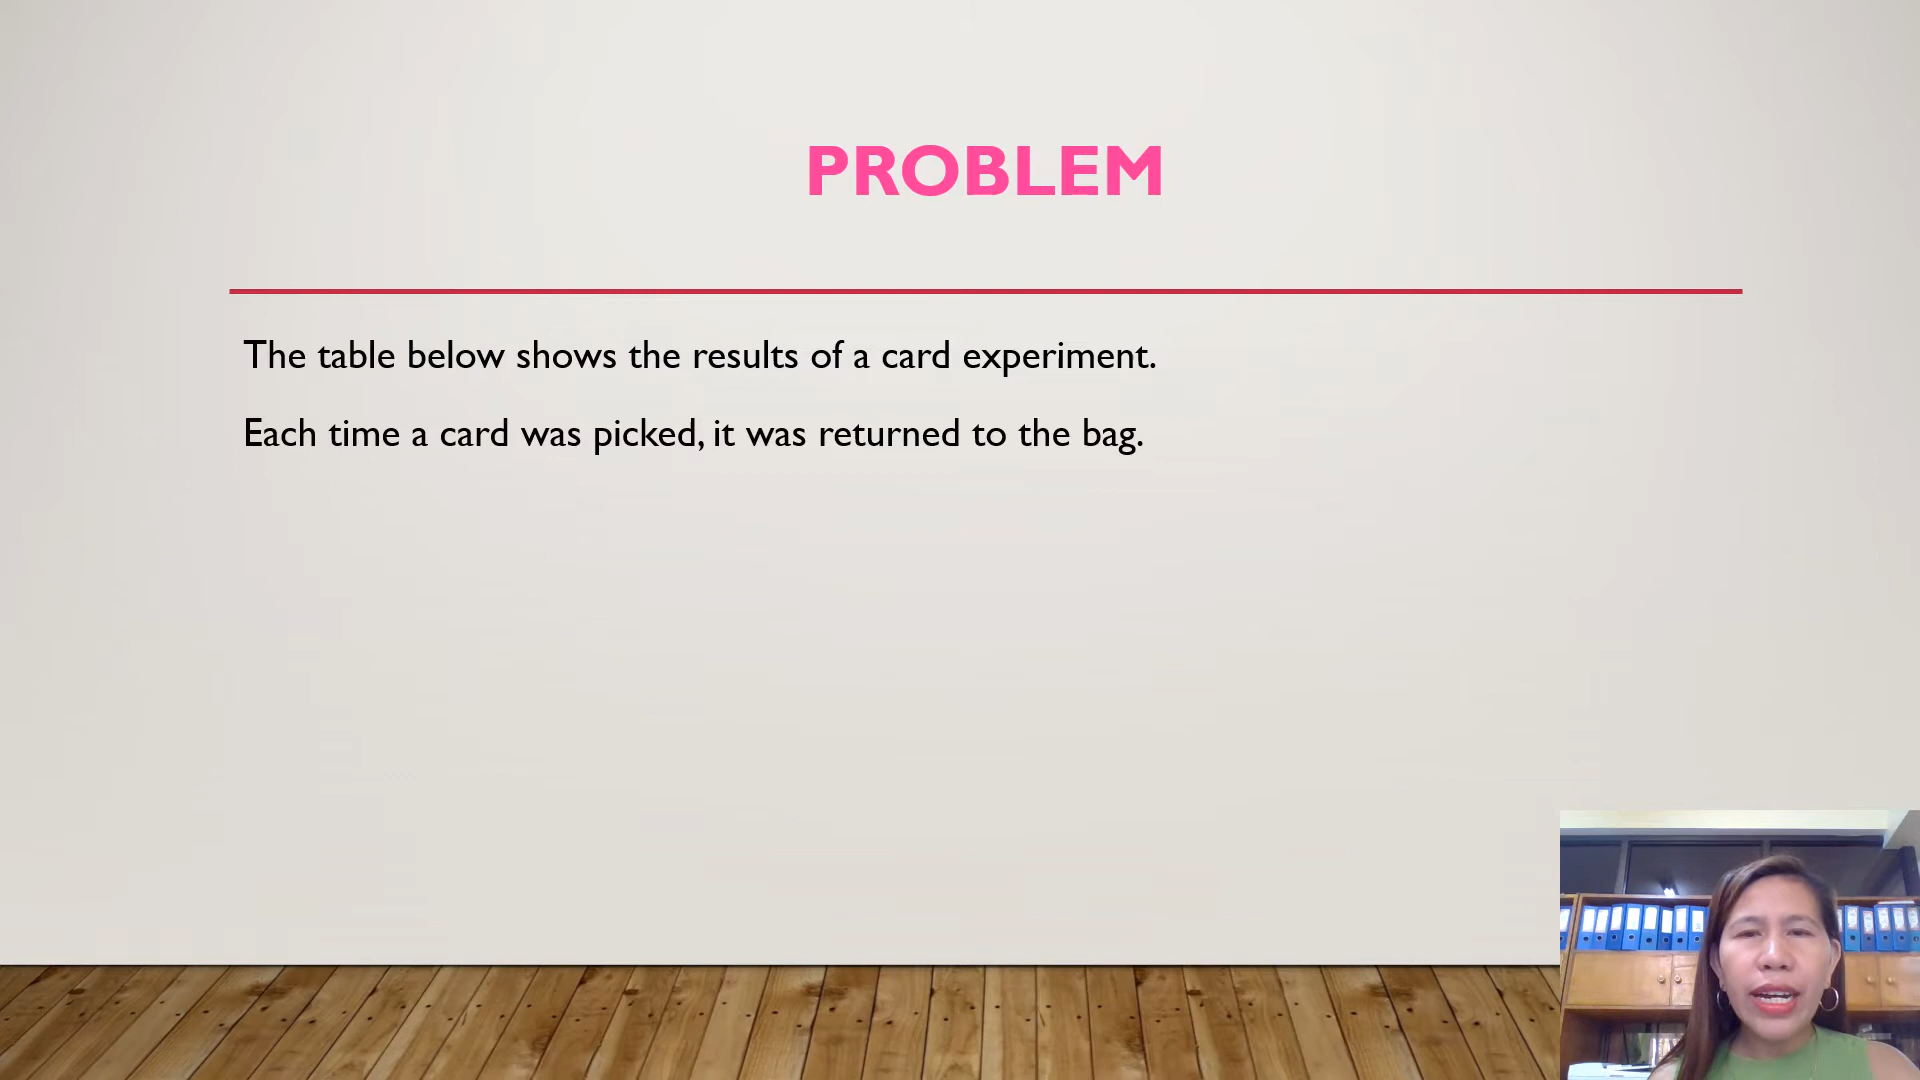 PROBLEM
The table below shows the results of a card experiment.
Each time a card was picked, it was returned to the bag.